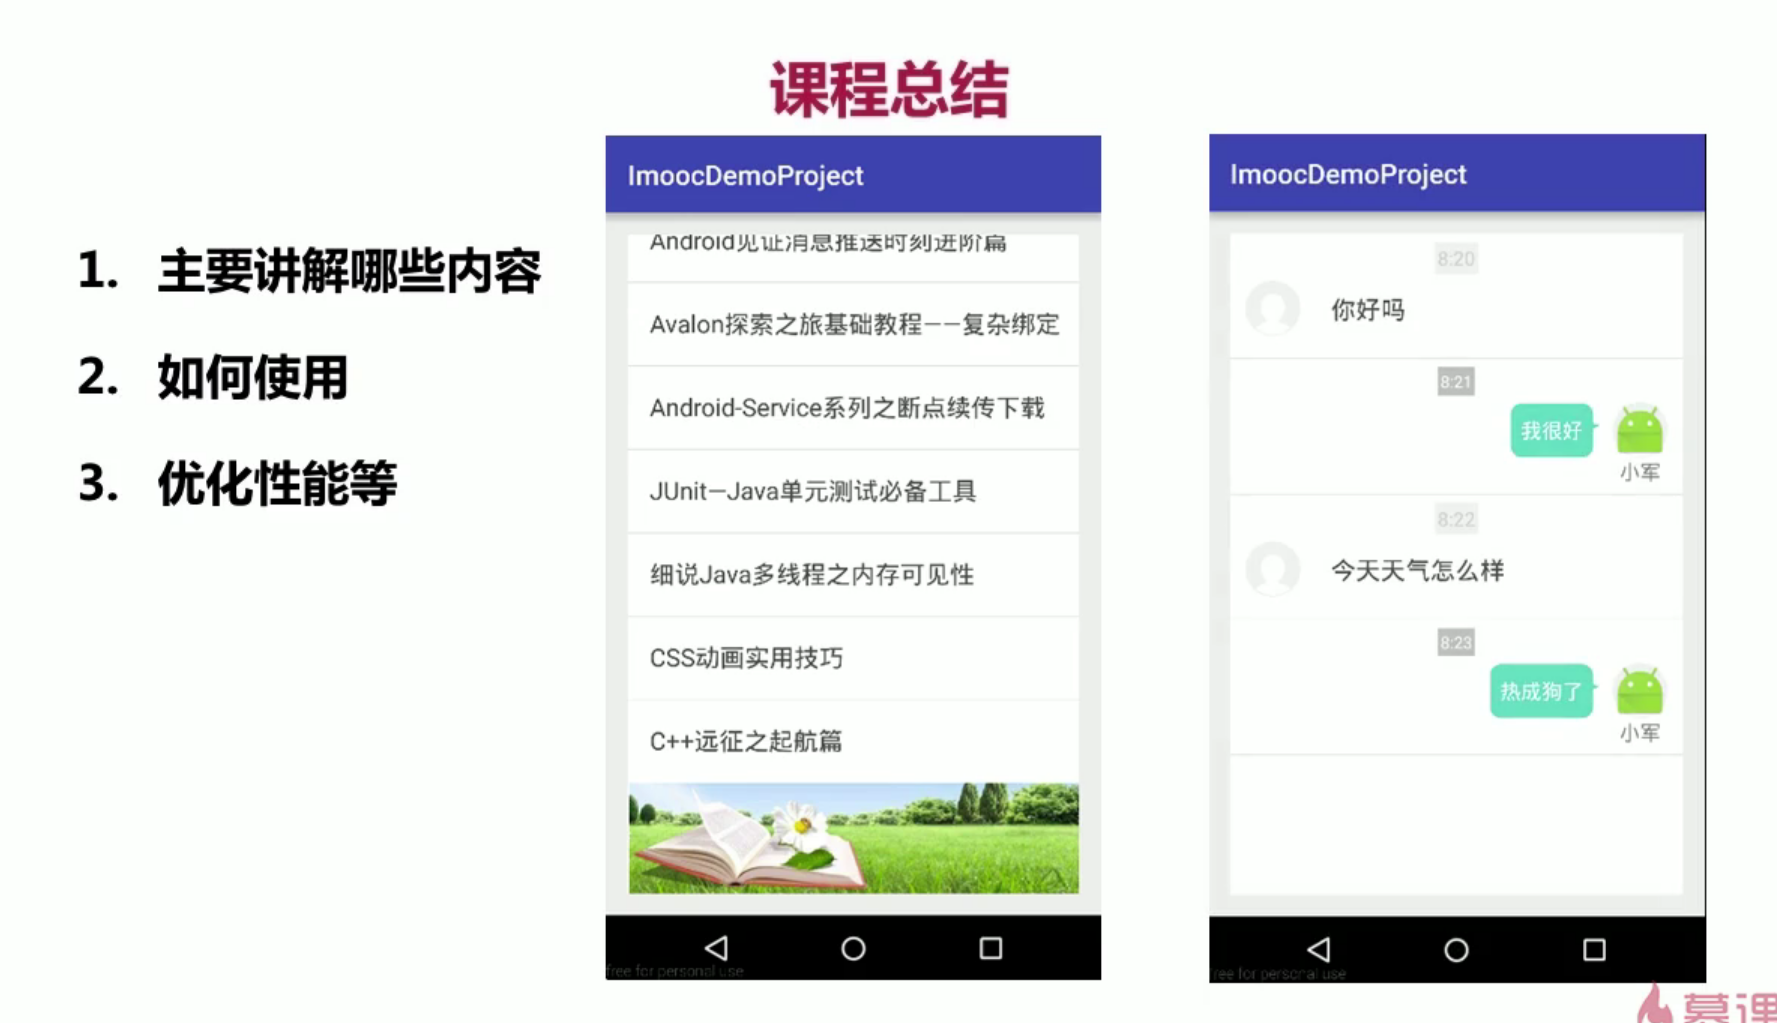 课程总结
1. 主要讲解哪些内容
2. 如何使用
3. 优化性能等
ImoocDemoProject
Android见证消息推送时刻进阶篇
Avalon探索之旅基础教程——复杂绑定
Android-Service系列之断点续传下载
JUnit—Java单元测试必备工具
细说Java多线程之内存可见性
CSS动画实用技巧
C++远征之起航篇
free for personal use
ImoocDemoProject
8:20
你好吗
8:21
我很好
小军
8:22
今天天气怎么样
8:23
热成狗了
小军
free for personal use
慕课